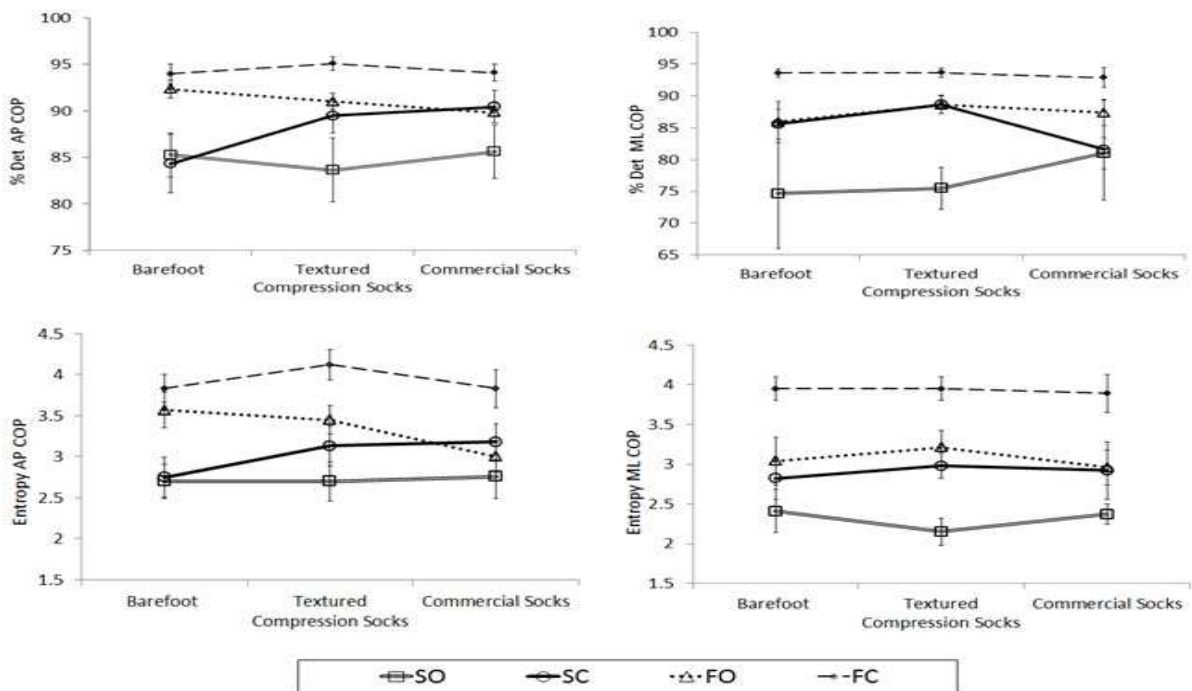 % Det AP COP
100
95
90
85
80
75
Barefoot
Textured
Compression Socks
Commercial Socks
% Det ML COP
100
95
90
85
80
75
70
65
Barefoot
Textured
Compression Socks
Commercial Socks
Entropy AP COP
4.5
4
3.5
3
2.5
2
1.5
Barefoot
Textured
Compression Socks
Commercial Socks
Entropy ML COP
4.5
4
3.5
3
2.5
2
1.5
Barefoot
Textured
Compression Socks
Commercial Socks
SO SC FO FC